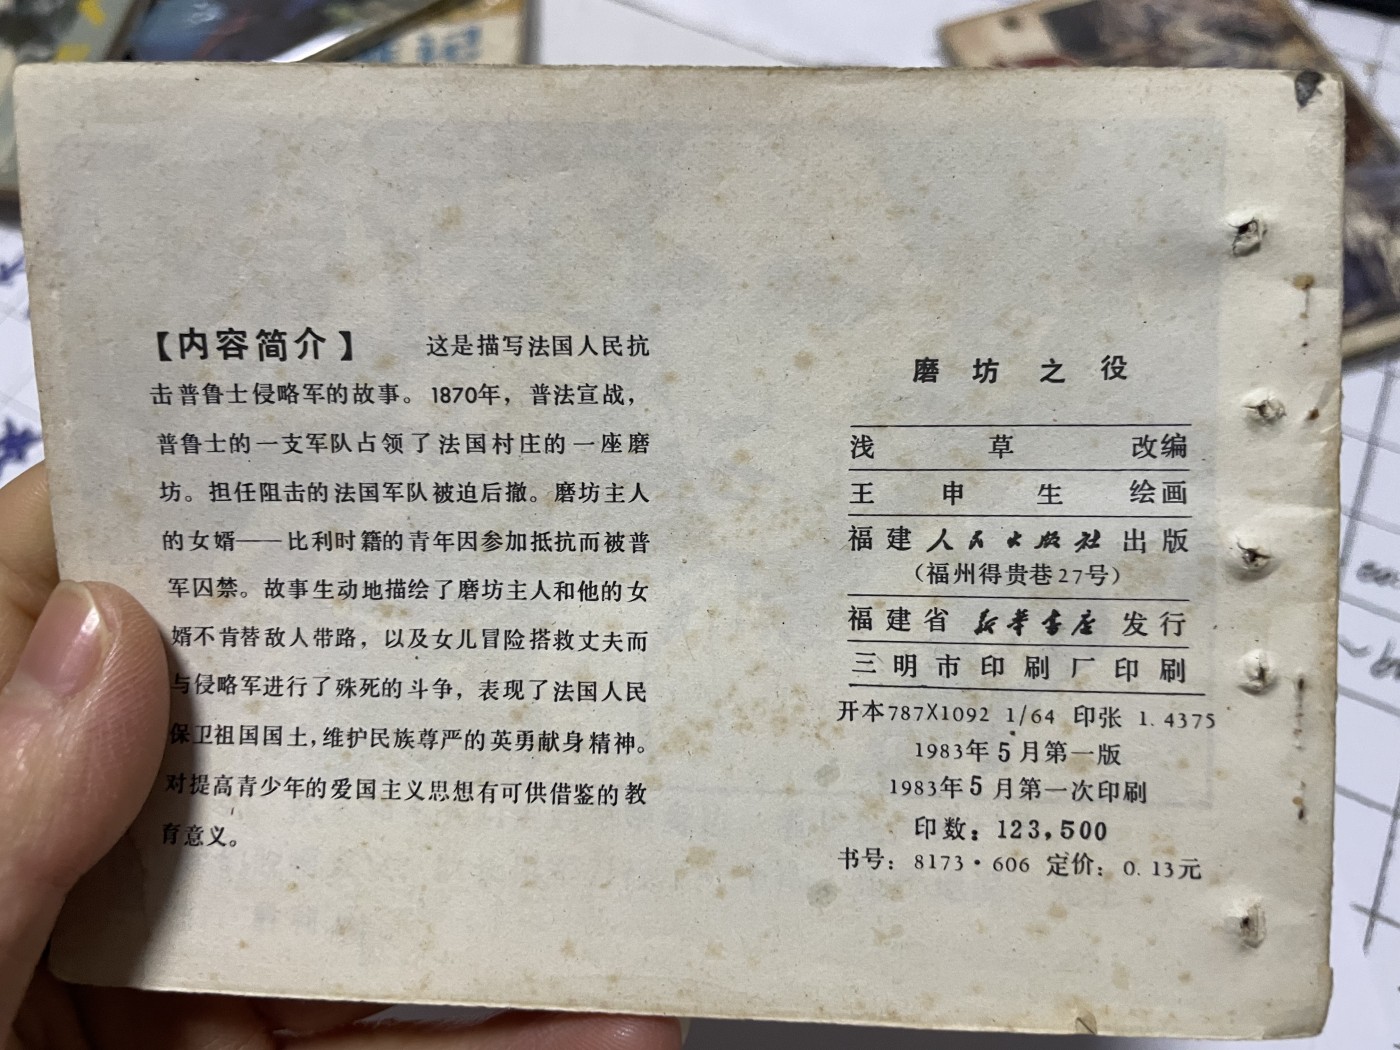 【内容简介】 这是描写法国人民抗
击普鲁士侵略军的故事。1870年，普法宣战，
普鲁士的一支军队占领了法国村庄的一座磨
坊。担任阻击的法国军队被迫后撤。磨坊主人
的女婿——比利时籍的青年因参加抵抗而被普
军囚禁。故事生动地描绘了磨坊主人和他的女
婿不肯替敌人带路，以及女儿冒险搭救丈夫而
与侵略军进行了殊死的斗争，表现了法国人民
保卫祖国国土，维护民族尊严的英勇献身精神。
对提高青少年的爱国主义思想有可供借鉴的教
育意义。
磨坊之役
浅草 改编
王申生 绘画
福建人民出版社出版
（福州得贵巷27号）
福建省新华书店发行
三明市印刷厂印刷
开本787X1092 1/64 印张 1.4375
1983年5月第一版
1983年5月第一次印刷
印数：123,500
书号：8173·606 定价：0.13元
记